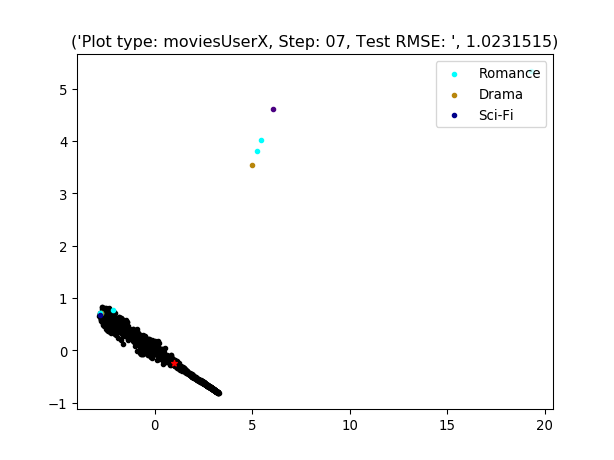 ('Plot type: moviesUserX, Step: 07, Test RMSE: ', 1.0231515)
Romance
Drama
Sci-Fi
5
4
3
2
1
0
−1
0 5 10 15 20